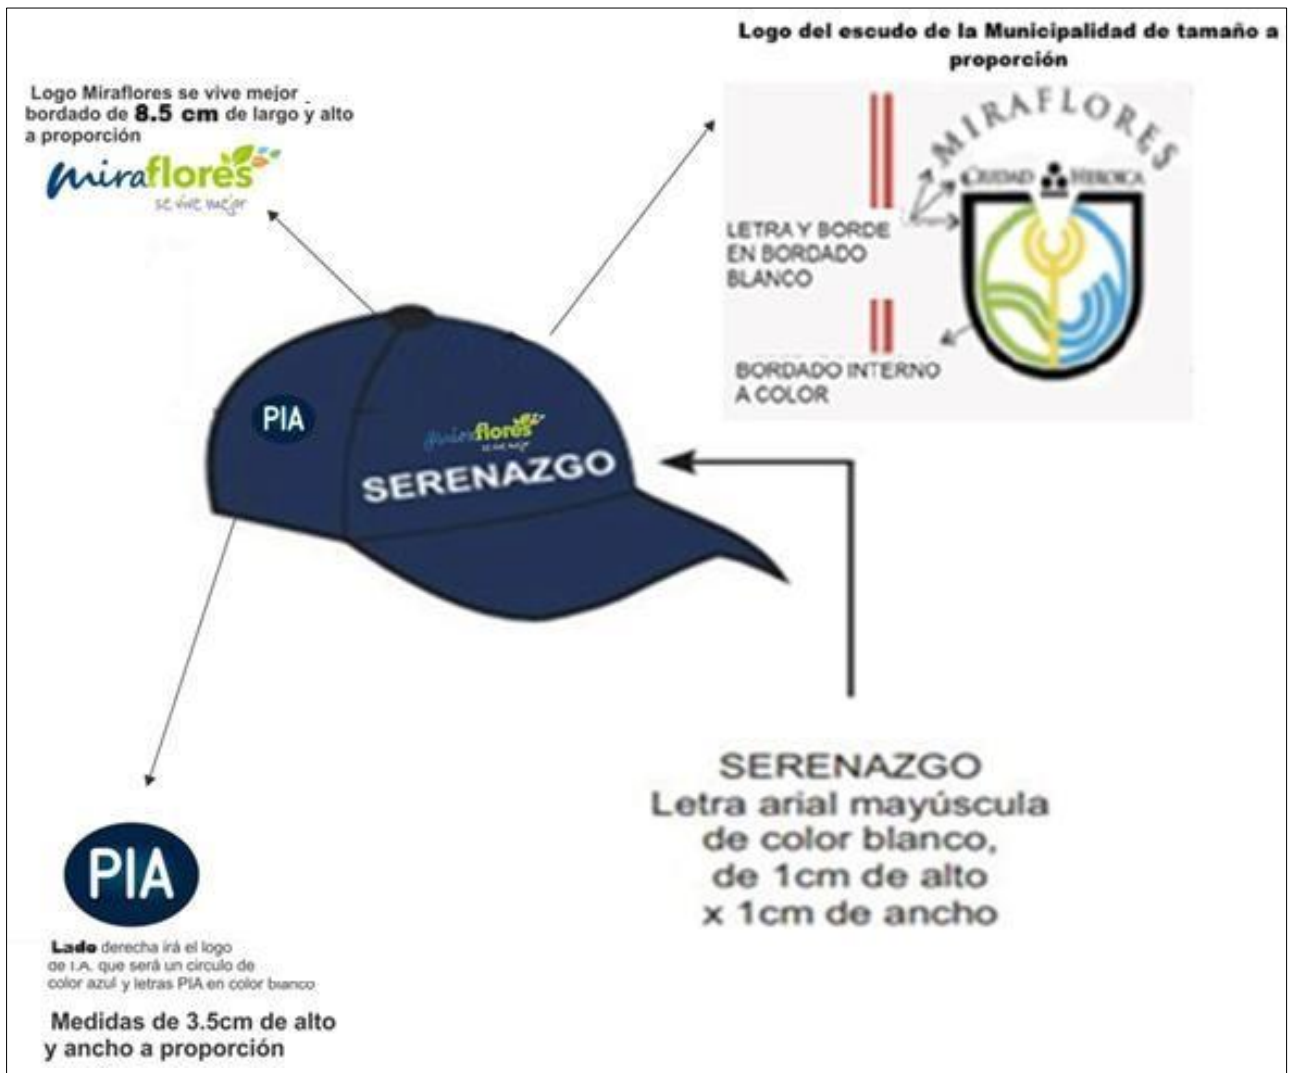 Logo del escudo de la Municipalidad de tamaño a
proporción
Logo Miraflores se vive mejor
bordado de 8.5 cm de largo y alto
a proporción
miraflores
se vive mejor
MIRAFLORES
CIUDAD HEROICA
LETRA Y BORDE
EN BORDADO
BLANCO
BORDADO INTERNO
A COLOR
PIA
miraflores
se vive mejor
SERENAZGO
SERENAZGO
Letra arial mayúscula
de color blanco,
de 1cm de alto
x 1cm de ancho
PIA
Lado derecha irá el logo
de I.A. que será un circulo de
color azul y letras PIA en color blanco
Medidas de 3.5cm de alto
y ancho a proporción